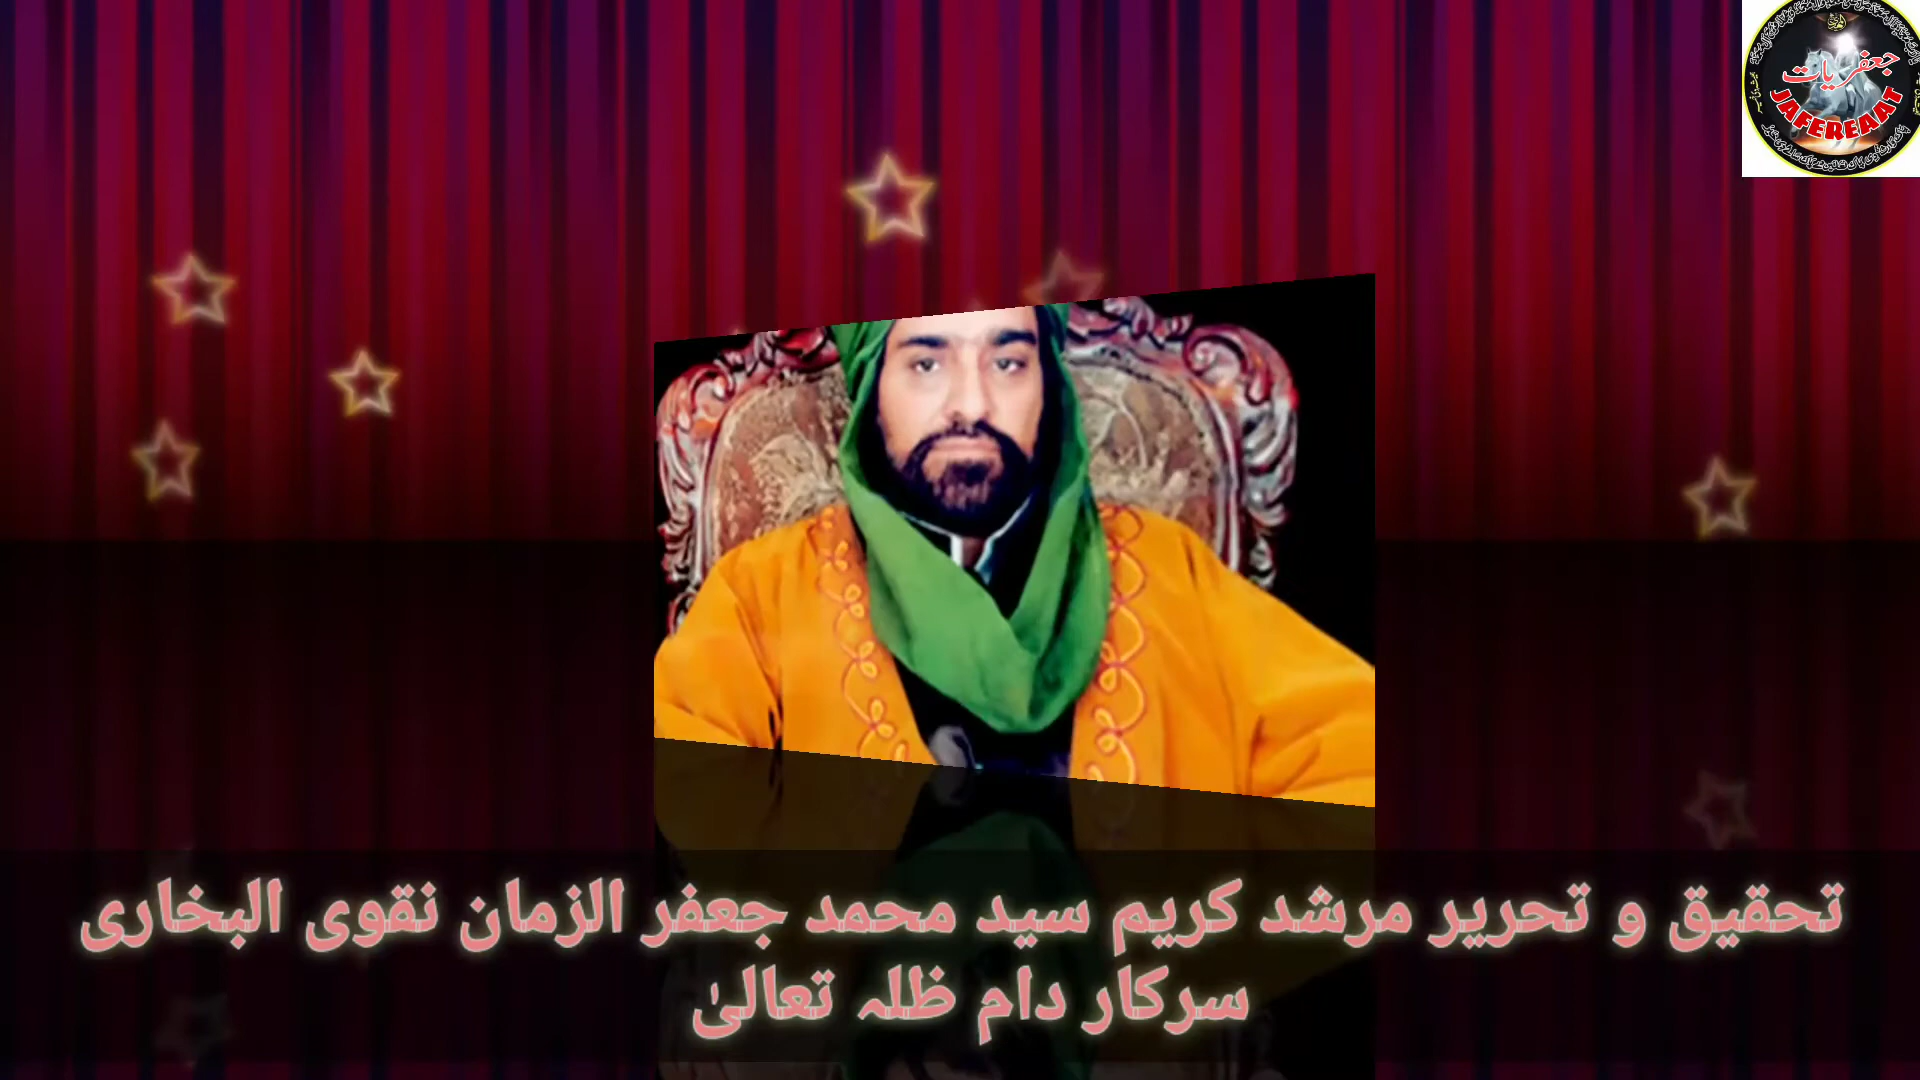 جعفریات
JAFEREAAT
تحقیق و تحریر مرشد کریم سید محمد جعفر الزمان نقوی البخاری
سرکار دام ظلہ تعالیٰ